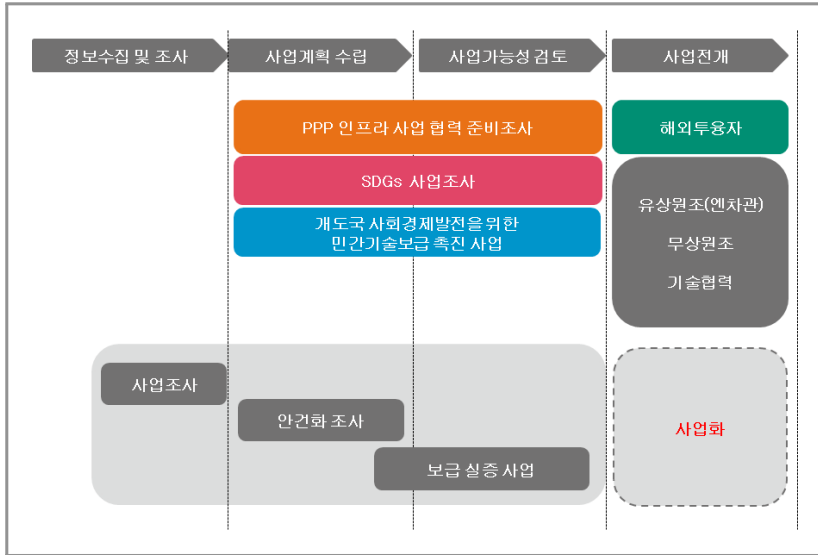 정보수집 및 조사
사업계획 수립
사업가능성 검토
사업전개
PPP 인프라 사업 협력 준비조사
해외투융자
SDGs 사업조사
개도국 사회경제발전을 위한
민간기술보급 촉진 사업
유상원조(엔차관)
무상원조
기술협력
사업조사
안건화 조사
보급 실증 사업
사업화